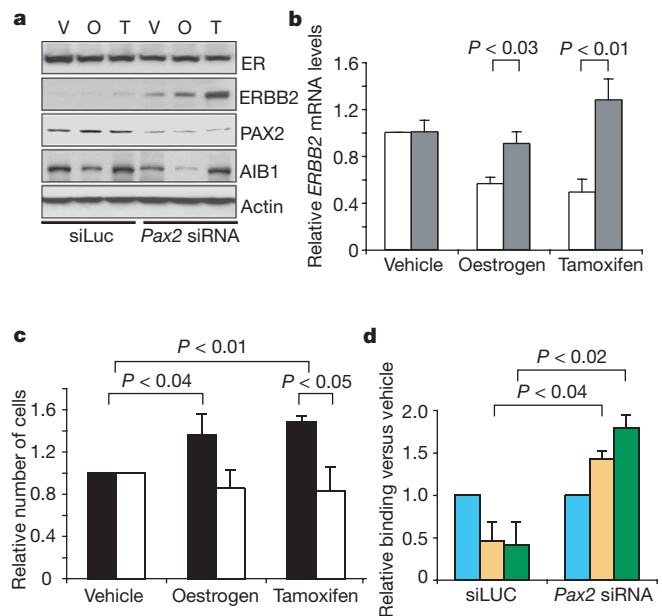 a
V O T V O T
ER
ERBB2
PAX2
AIB1
Actin
siLuc Pax2 siRNA
b
Relative ERBB2 mRNA levels
P < 0.03 P < 0.01
1.6
1.2
0.8
0.4
0
Vehicle Oestrogen Tamoxifen
c
Relative number of cells
P < 0.01
P < 0.04 P < 0.05
1.6
1.2
0.8
0.4
0
Vehicle Oestrogen Tamoxifen
d
Relative binding versus vehicle
P < 0.02
P < 0.04
2.0
1.5
1.0
0.5
0
siLUC Pax2 siRNA